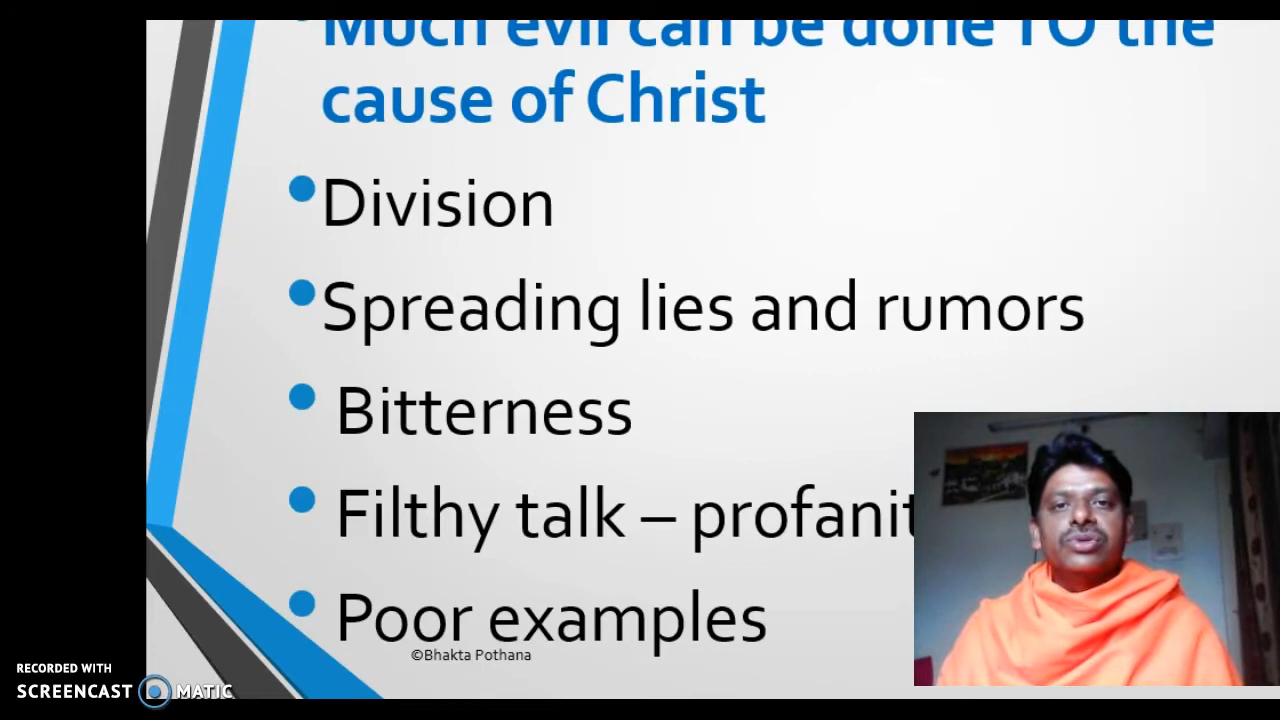 Much evil can be done TO the
cause of Christ
Division
Spreading lies and rumors
Bitterness
Filthy talk – profanit
Poor examples
©Bhakta Pothana
RECORDED WITH
SCREENCAST MATIC